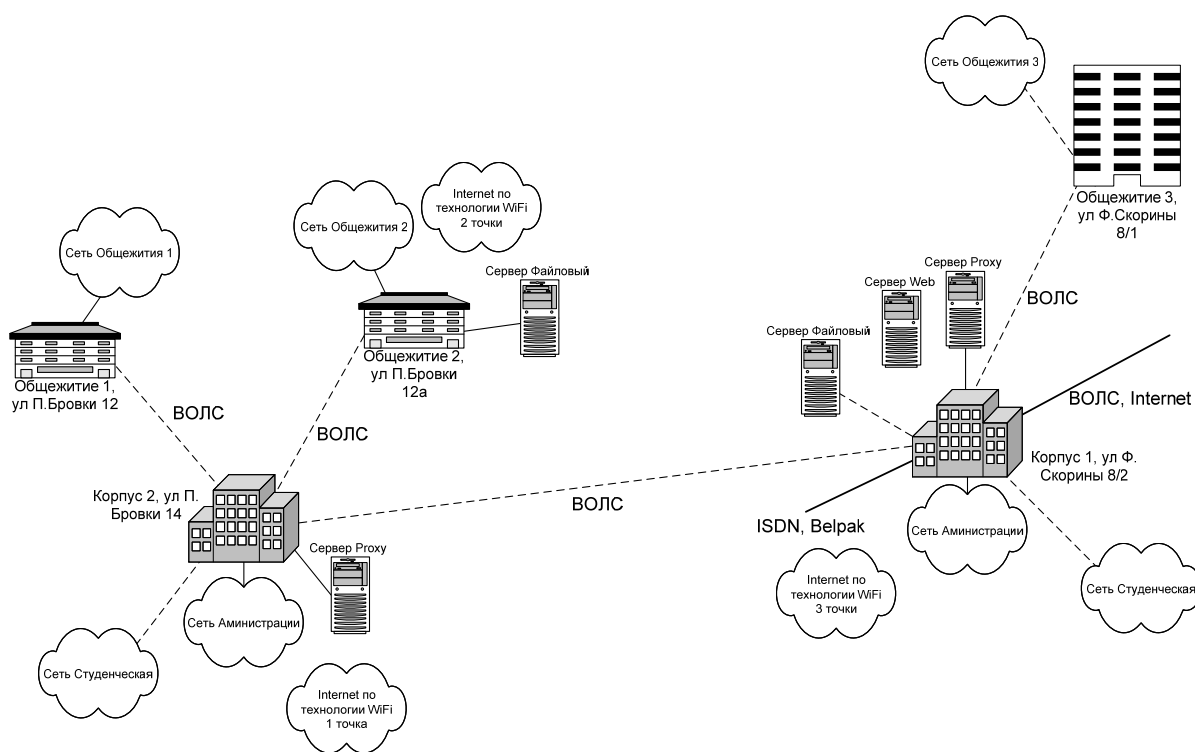 Сеть Общежития 3
Общежитие 3,
ул Ф.Скорины
8/1
Internet по
технологии WiFi
2 точки
Сеть Общежития 2
Сеть Общежития 1
Сервер Файловый
Общежитие 2,
ул П.Бровки
12а
Общежитие 1,
ул П.Бровки 12
ВОЛС
ВОЛС
Сервер Proxy
Сервер Web
Сервер Файловый
ВОЛС
ВОЛС, Internet
Корпус 1, ул Ф.
Скорины 8/2
Корпус 2, ул П.
Бровки 14
ВОЛС
ISDN, Belpak
Сеть Аминистрации
Сервер Proxy
Internet по
технологии WiFi
3 точки
Сеть Студенческая
Сеть Аминистрации
Сеть Студенческая
Internet по
технологии WiFi
1 точка